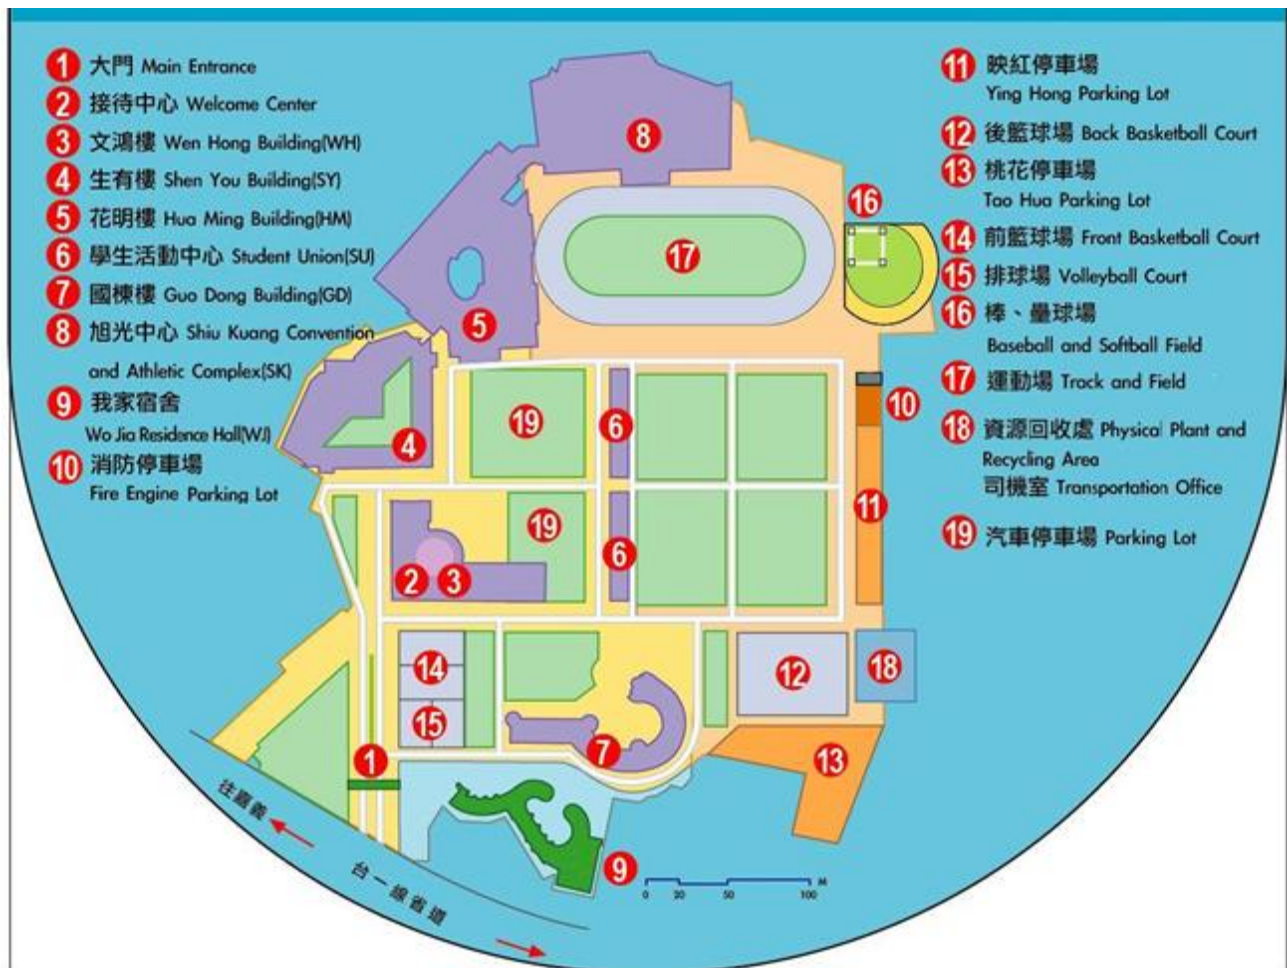 1 大門 Main Entrance
2 接待中心 Welcome Center
3 文鴻樓 Wen Hong Building(WH)
4 生有樓 Shen You Building(SY)
5 花明樓 Hua Ming Building(HM)
6 學生活動中心 Student Union(SU)
7 國棟樓 Guo Dong Building(GD)
8 旭光中心 Shiu Kuang Convention
and Athletic Complex(SK)
9 我家宿舍
Wo Jia Residence Hall(WJ)
10 消防停車場
Fire Engine Parking Lot
11 映紅停車場
Ying Hong Parking Lot
12 後籃球場 Back Basketball Court
13 桃花停車場
Tao Hua Parking Lot
14 前籃球場 Front Basketball Court
15 排球場 Volleyball Court
16 棒、壘球場
Baseball and Softball Field
17 運動場 Track and Field
18 資源回收處 Physical Plant and
Recycling Area
司機室 Transportation Office
19 汽車停車場 Parking Lot
8
16
17
5
10
19
6
4
11
19
6
2 3
14
12
18
15
7
1
13
9
往嘉義
台一線省道
0 20 50 100 M